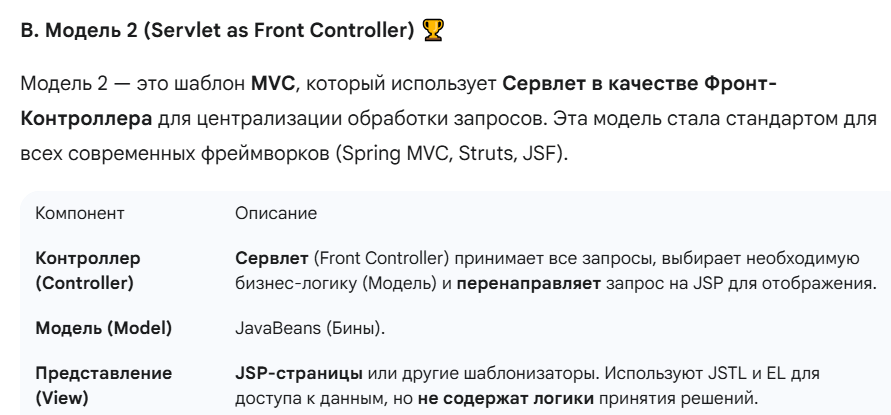 В. Модель 2 (Servlet as Front Controller) 🏆
Модель 2 — это шаблон MVC, который использует Сервлет в качестве Фронт-
Контроллера для централизации обработки запросов. Эта модель стала стандартом для
всех современных фреймворков (Spring MVC, Struts, JSF).
Компонент Описание
Контроллер Сервлет (Front Controller) принимает все запросы, выбирает необходимую
(Controller) бизнес-логику (Модель) и перенаправляет запрос на JSP для отображения.
Модель (Model) JavaBeans (Бины).
Представление JSP-страницы или другие шаблонизаторы. Используют JSTL и EL для
(View) доступа к данным, но не содержат логики принятия решений.